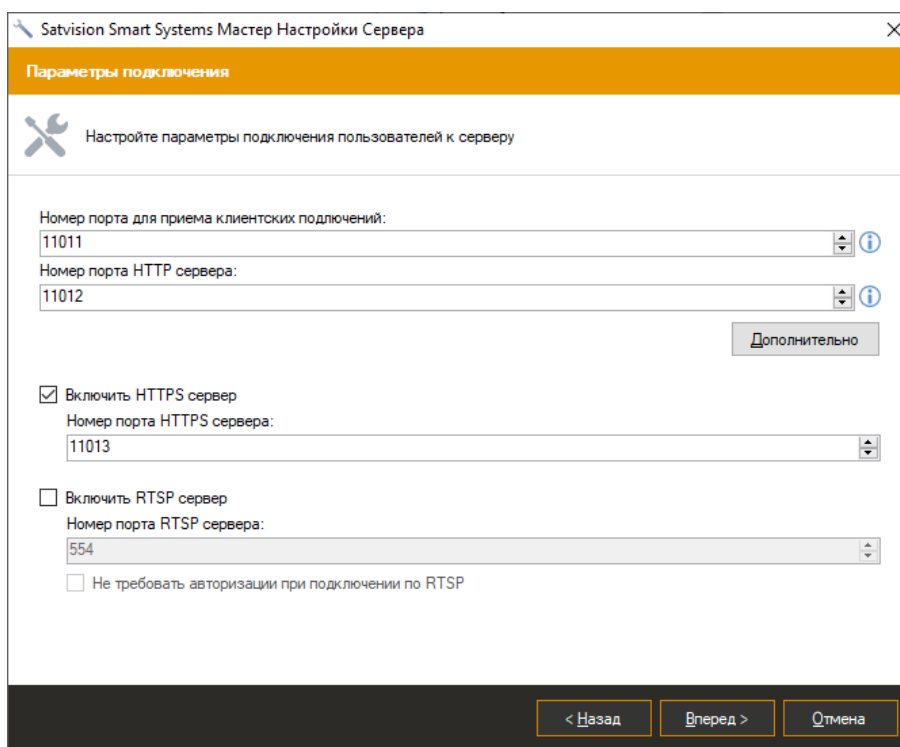 Satvision Smart Systems Мастер Настройки Сервера
Параметры подключения
Настройте параметры подключения пользователей к серверу
Номер порта для приема клиентских подлючений:
11011
Номер порта HTTP сервера:
11012
Дополнительно
Включить HTTPS сервер
Номер порта HTTPS сервера:
11013
Включить RTSP сервер
Номер порта RTSP сервера:
554
Не требовать авторизации при подключении по RTSP
< Назад
Вперед >
Отмена